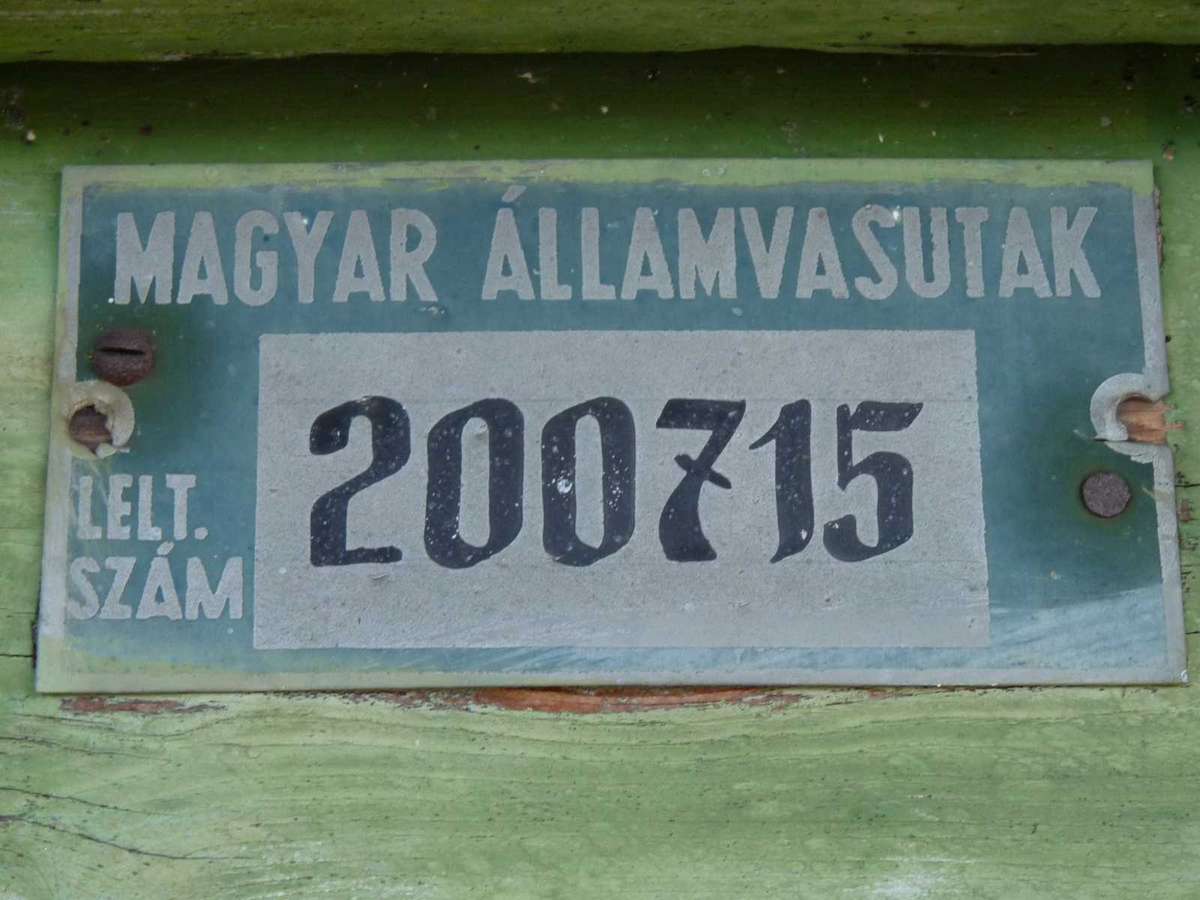 MAGYAR ÁLLAMVASUTAK
200715
LELT.
SZÁM